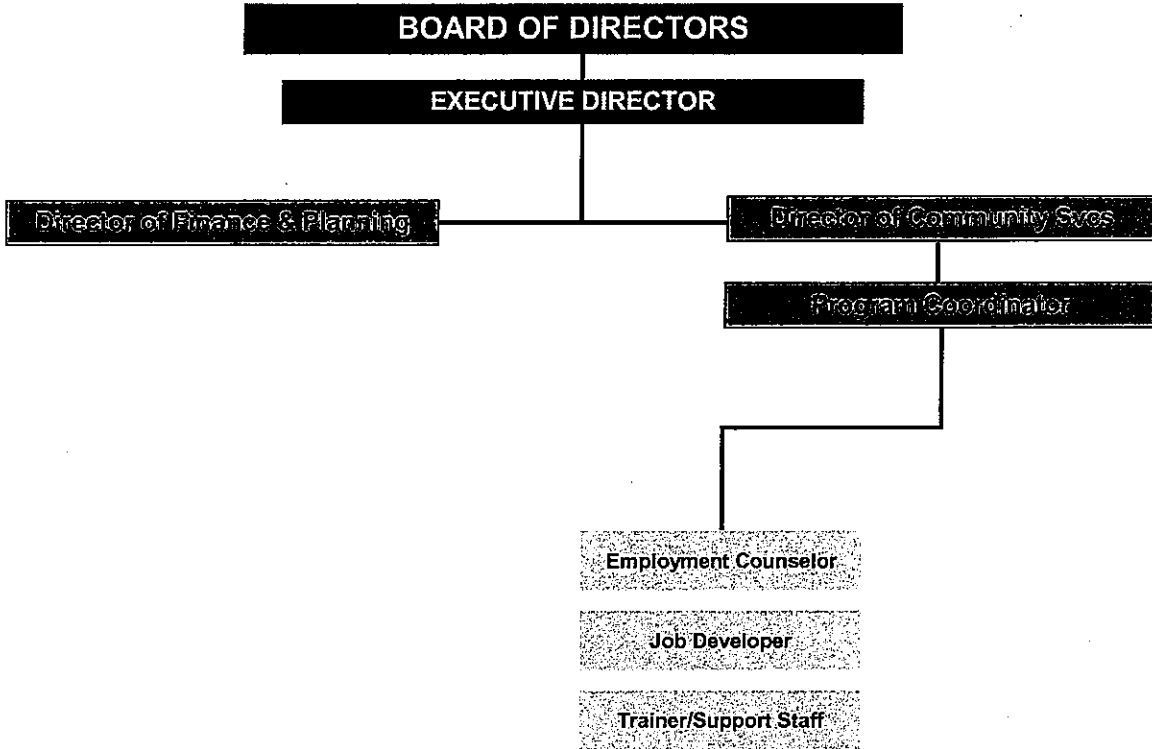 BOARD OF DIRECTORS
EXECUTIVE DIRECTOR
Director of Finance & Planning
Director of Community Svcs
Program Coordinator
Employment Counselor
Job Developer
Trainer/Support Staff